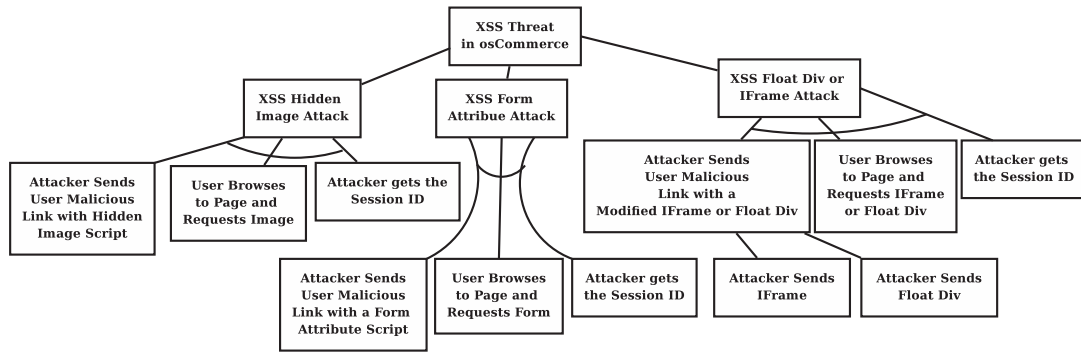 XSS Threat
in osCommerce
XSS Hidden
Image Attack
XSS Form
Attribue Attack
XSS Float Div or
IFrame Attack
Attacker Sends
User Malicious
Link with Hidden
Image Script
User Browses
to Page and
Requests Image
Attacker gets the
Session ID
Attacker Sends
User Malicious
Link with a
Modified IFrame or Float Div
User Browses
to Page and
Requests IFrame
or Float Div
Attacker gets
the Session ID
Attacker Sends
User Malicious
Link with a Form
Attribute Script
User Browses
to Page and
Requests Form
Attacker gets
the Session ID
Attacker Sends
IFrame
Attacker Sends
Float Div